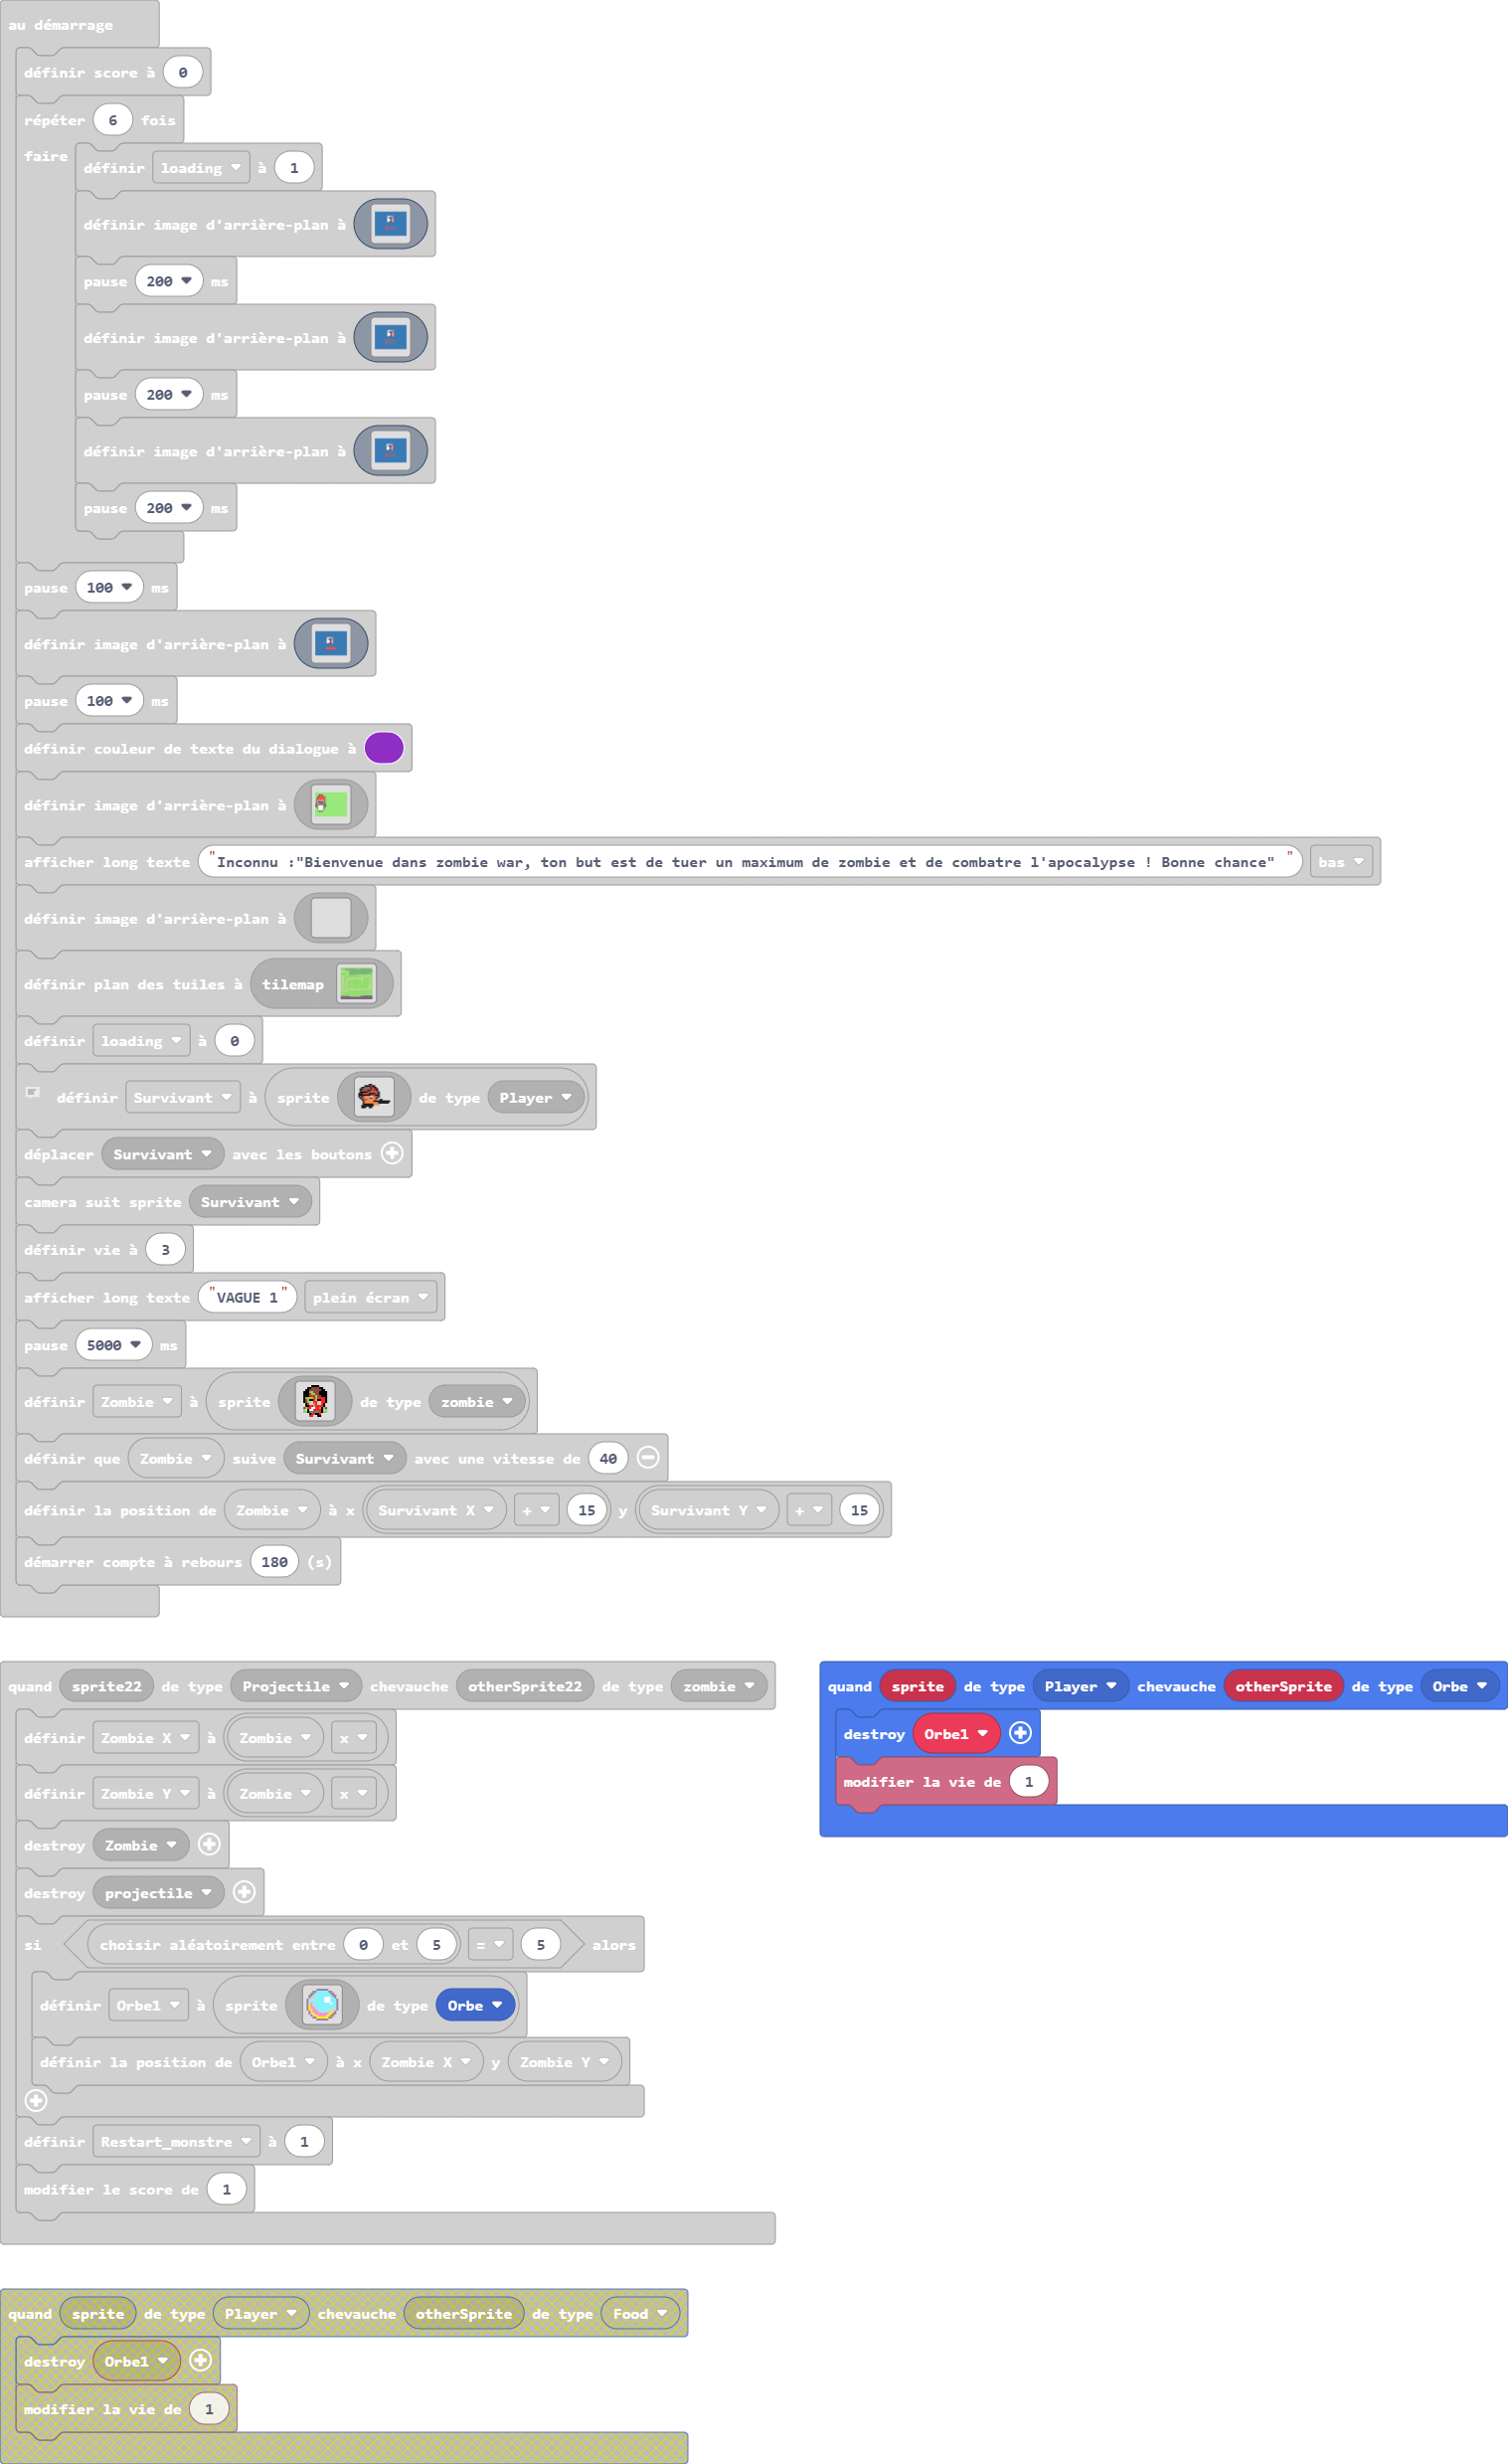 au démarrage
définir score à 0
répéter 6 fois
faire
définir loading à 1
définir image d'arrière-plan à
pause 200 ms
définir image d'arrière-plan à
pause 200 ms
définir image d'arrière-plan à
pause 200 ms
pause 100 ms
définir image d'arrière-plan à
pause 100 ms
définir couleur de texte du dialogue à
définir image d'arrière-plan à
afficher long texte "Inconnu :"Bienvenue dans zombie war, ton but est de tuer un maximum de zombie et de combatre l'apocalypse ! Bonne chance" " bas
définir image d'arrière-plan à
définir plan des tuiles à tilemap
définir loading à 0
définir Survivant à sprite de type Player
déplacer Survivant avec les boutons
camera suit sprite Survivant
définir vie à 3
afficher long texte "VAGUE 1" plein écran
pause 5000 ms
définir Zombie à sprite de type zombie
définir que Zombie suive Survivant avec une vitesse de 40
définir la position de Zombie à x Survivant X + 15 y Survivant Y + 15
démarrer compte à rebours 180 (s)
quand sprite22 de type Projectile chevauche otherSprite22 de type zombie
définir Zombie X à Zombie x
définir Zombie Y à Zombie x
destroy Zombie
destroy projectile
si choisir aléatoirement entre 0 et 5 = 5 alors
définir Orbe1 à sprite de type Orbe
définir la position de Orbe1 à x Zombie X y Zombie Y
définir Restart_monstre à 1
modifier le score de 1
quand sprite de type Player chevauche otherSprite de type Orbe
destroy Orbe1
modifier la vie de 1
quand sprite de type Player chevauche otherSprite de type Food
destroy Orbe1
modifier la vie de 1